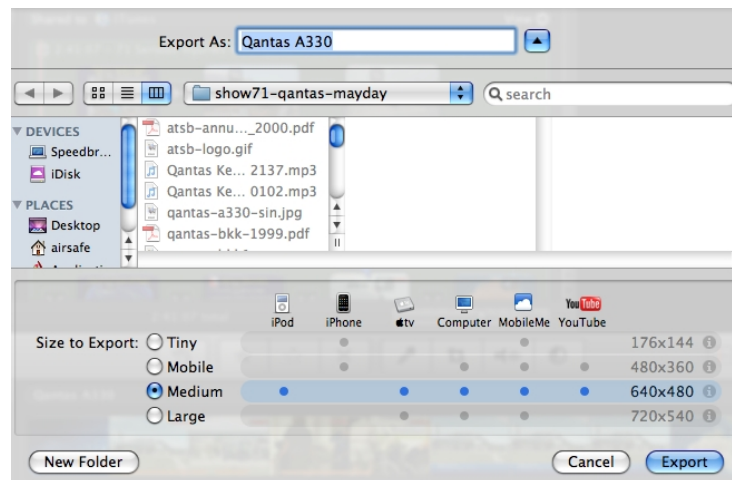 Export As: Qantas A330
show71-qantas-mayday
search
DEVICES
Speedbr...
iDisk
PLACES
Desktop
airsafe
atsb-annu..._2000.pdf
atsb-logo.gif
Qantas Ke... 2137.mp3
Qantas Ke... 0102.mp3
qantas-a330-sin.jpg
qantas-bkk-1999.pdf
iPod iPhone tv Computer MobileMe YouTube
Size to Export: Tiny 176x144
Mobile 480x360
Medium 640x480
Large 720x540
New Folder Cancel Export